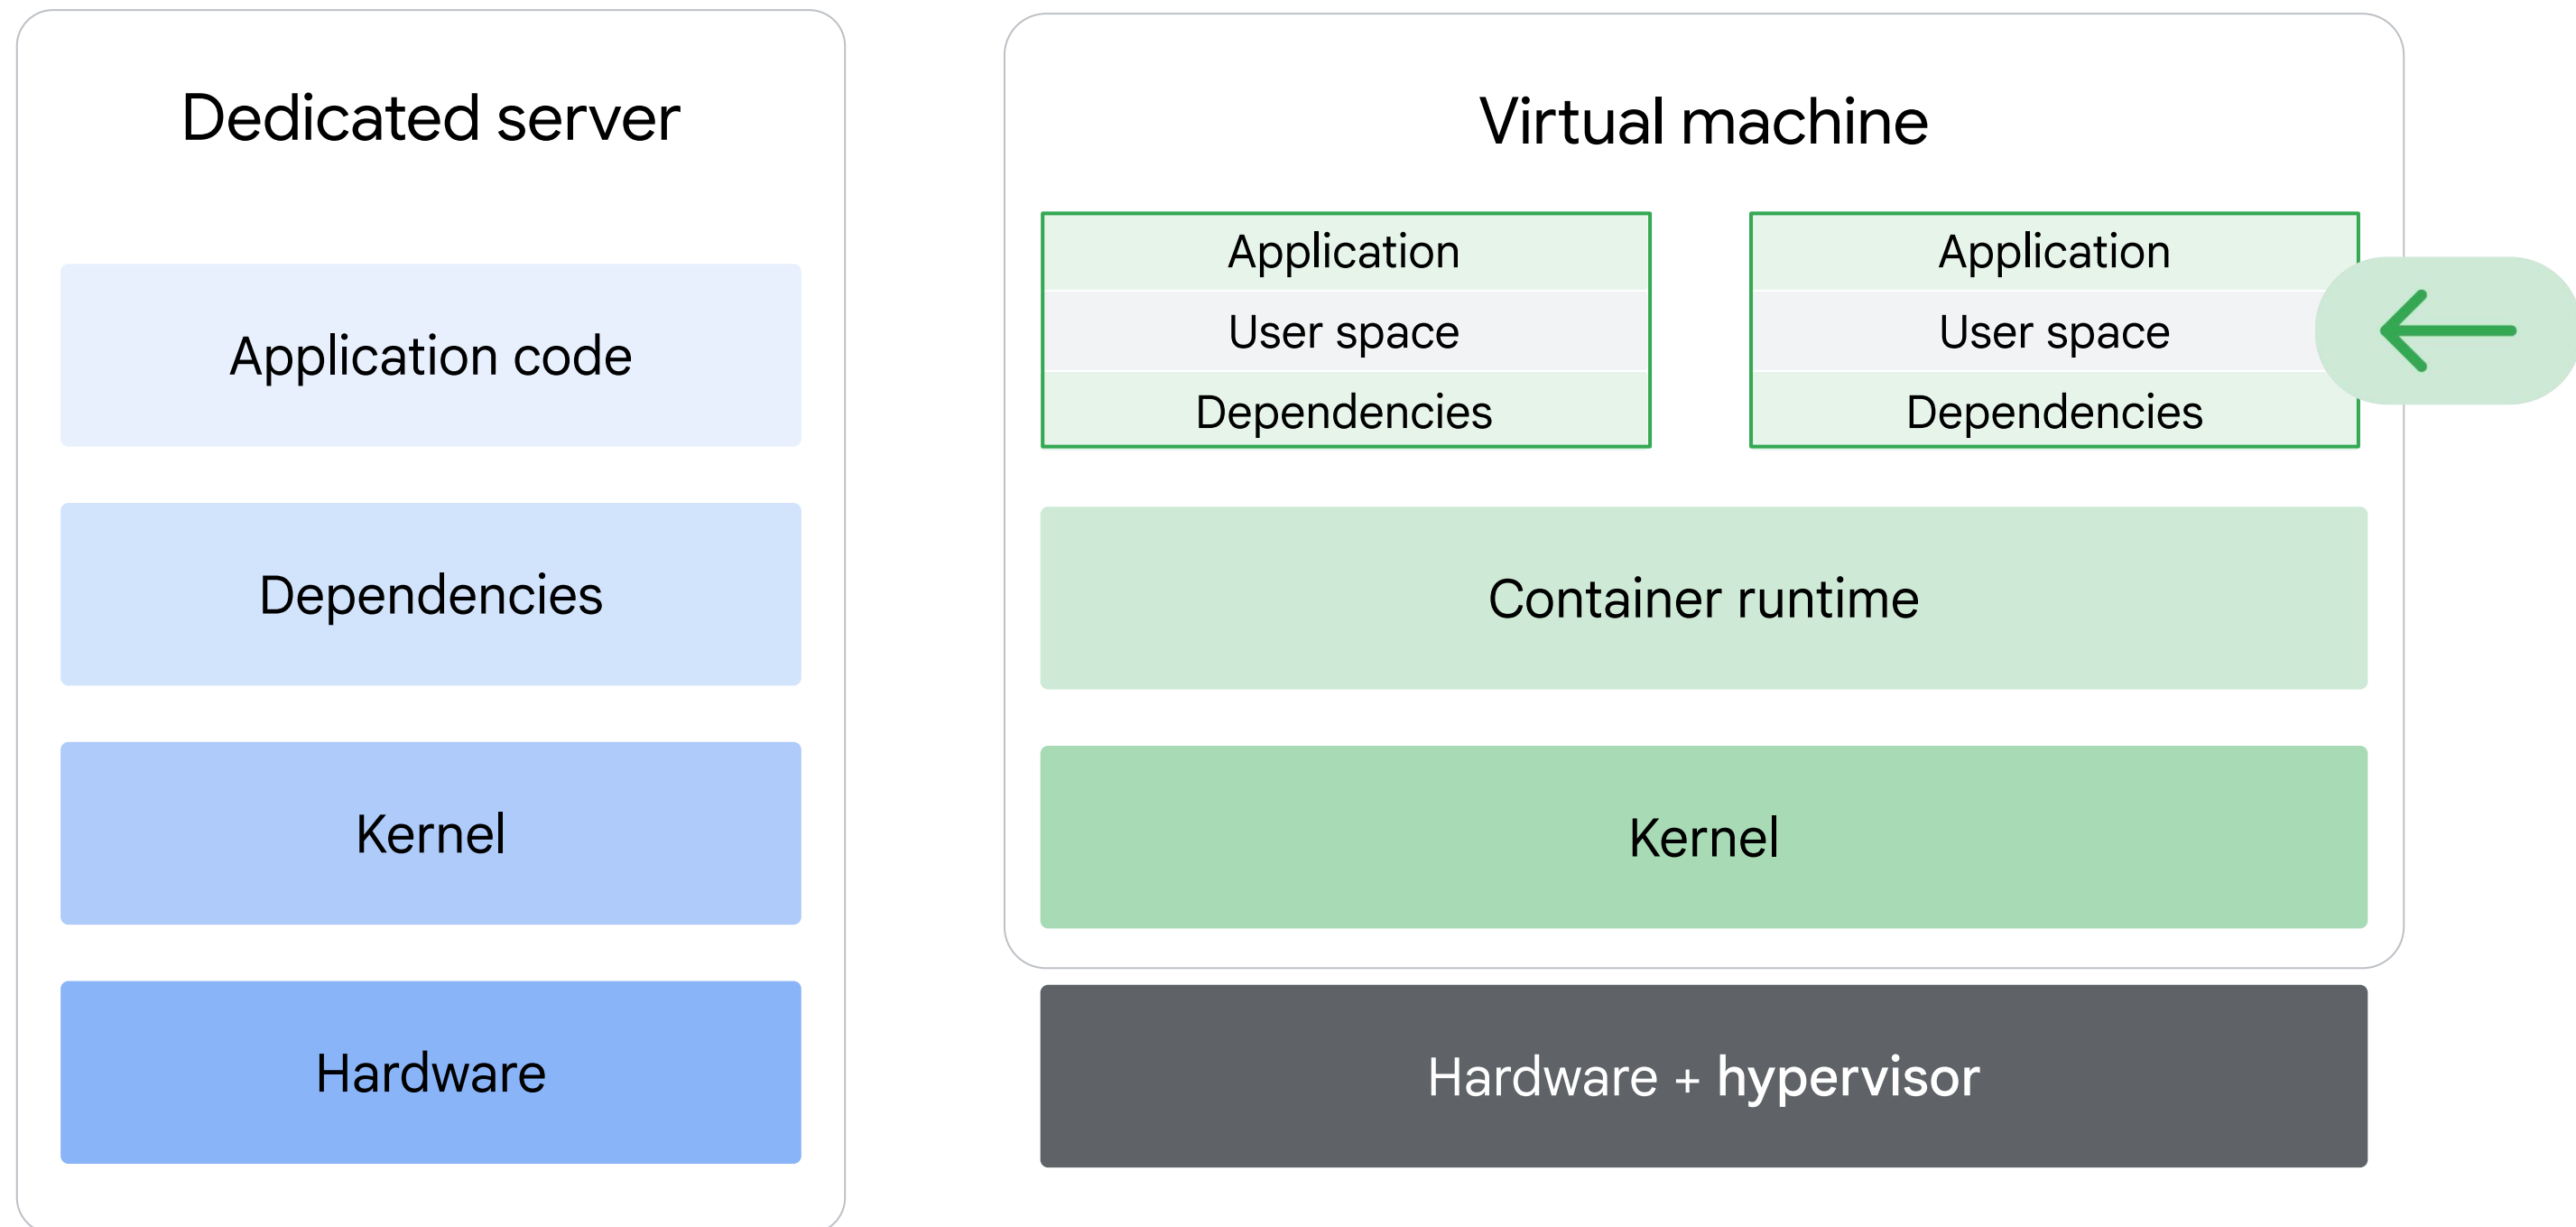 Dedicated server
Application code
Dependencies
Kernel
Hardware
Virtual machine
Application
User space
Dependencies
Application
User space
Dependencies
Container runtime
Kernel
Hardware + hypervisor